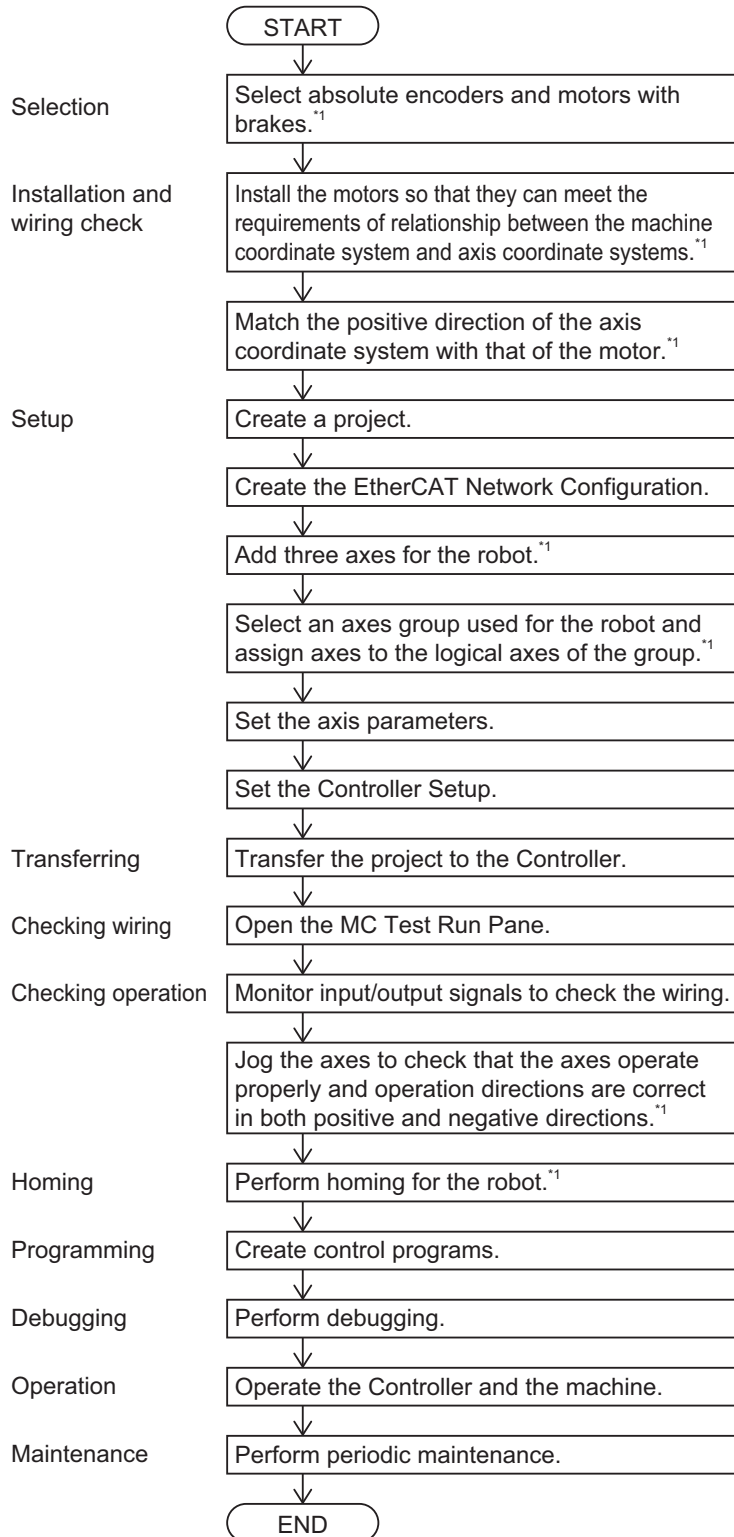 START
Selection
Select absolute encoders and motors with
brakes.*1
Installation and
wiring check
Install the motors so that they can meet the
requirements of relationship between the machine
coordinate system and axis coordinate systems.*1
Match the positive direction of the axis
coordinate system with that of the motor.*1
Setup
Create a project.
Create the EtherCAT Network Configuration.
Add three axes for the robot.*1
Select an axes group used for the robot and
assign axes to the logical axes of the group.*1
Set the axis parameters.
Set the Controller Setup.
Transferring
Transfer the project to the Controller.
Checking wiring
Open the MC Test Run Pane.
Checking operation
Monitor input/output signals to check the wiring.
Jog the axes to check that the axes operate
properly and operation directions are correct
in both positive and negative directions.*1
Homing
Perform homing for the robot.*1
Programming
Create control programs.
Debugging
Perform debugging.
Operation
Operate the Controller and the machine.
Maintenance
Perform periodic maintenance.
END